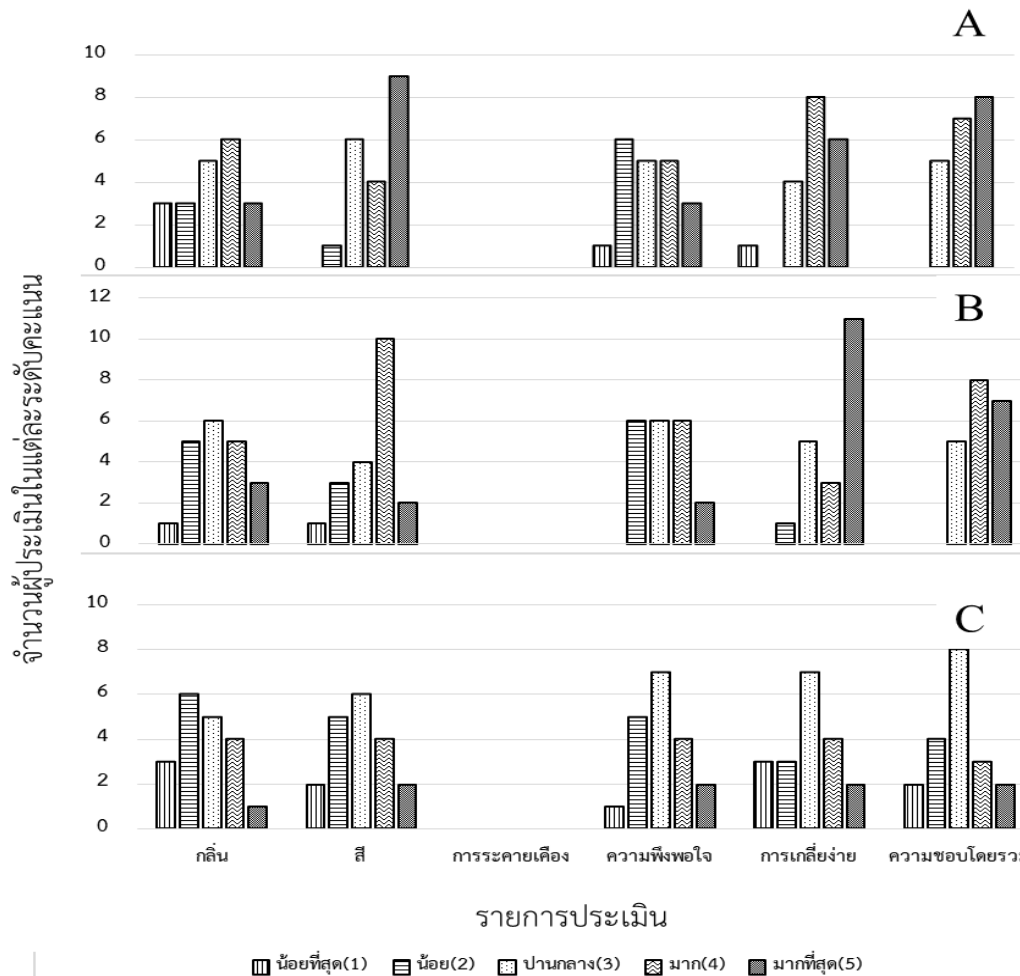 A
10
8
6
4
2
0
B
12
10
8
6
4
2
0
C
10
8
6
4
2
0
จำนวนผู้ประเมินในแต่ละระดับคะแนน
กลิ่น สี การระคายเคือง ความพึงพอใจ การเกลี่ยง่าย ความชอบโดยรวม
รายการประเมิน
น้อยที่สุด(1) น้อย(2) ปานกลาง(3) มาก(4) มากที่สุด(5)